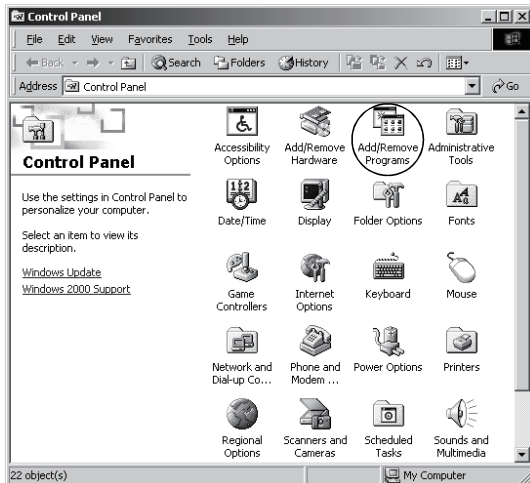 Control Panel
File Edit View Favorites Tools Help
Back Search Folders History
Address Control Panel Go
Control Panel
Use the settings in Control Panel to
personalize your computer.
Select an item to view its
description.
Windows Update
Windows 2000 Support
Accessibility
Options
Add/Remove
Hardware
Add/Remove
Programs
Administrative
Tools
Date/Time
Display
Folder Options
Fonts
Game
Controllers
Internet
Options
Keyboard
Mouse
Network and
Dial-up Co...
Phone and
Modem ...
Power Options
Printers
Regional
Options
Scanners and
Cameras
Scheduled
Tasks
Sounds and
Multimedia
22 object(s) My Computer